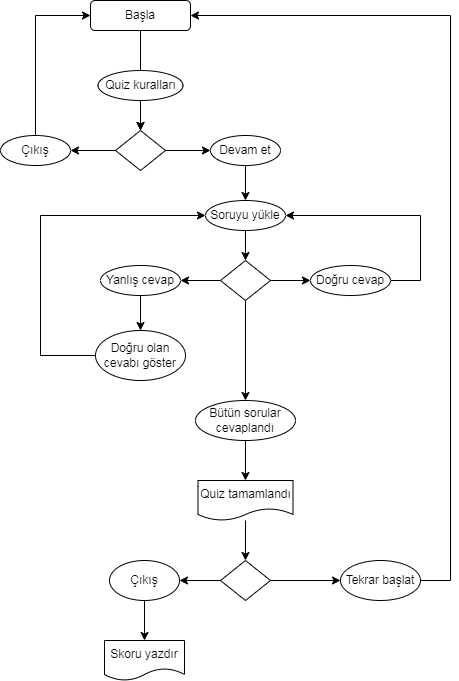 Başla
Quiz kuralları
Çıkış
Devam et
Soruyu yükle
Yanlış cevap
Doğru cevap
Doğru olan
cevabı göster
Bütün sorular
cevaplandı
Quiz tamamlandı
Çıkış
Tekrar başlat
Skoru yazdır